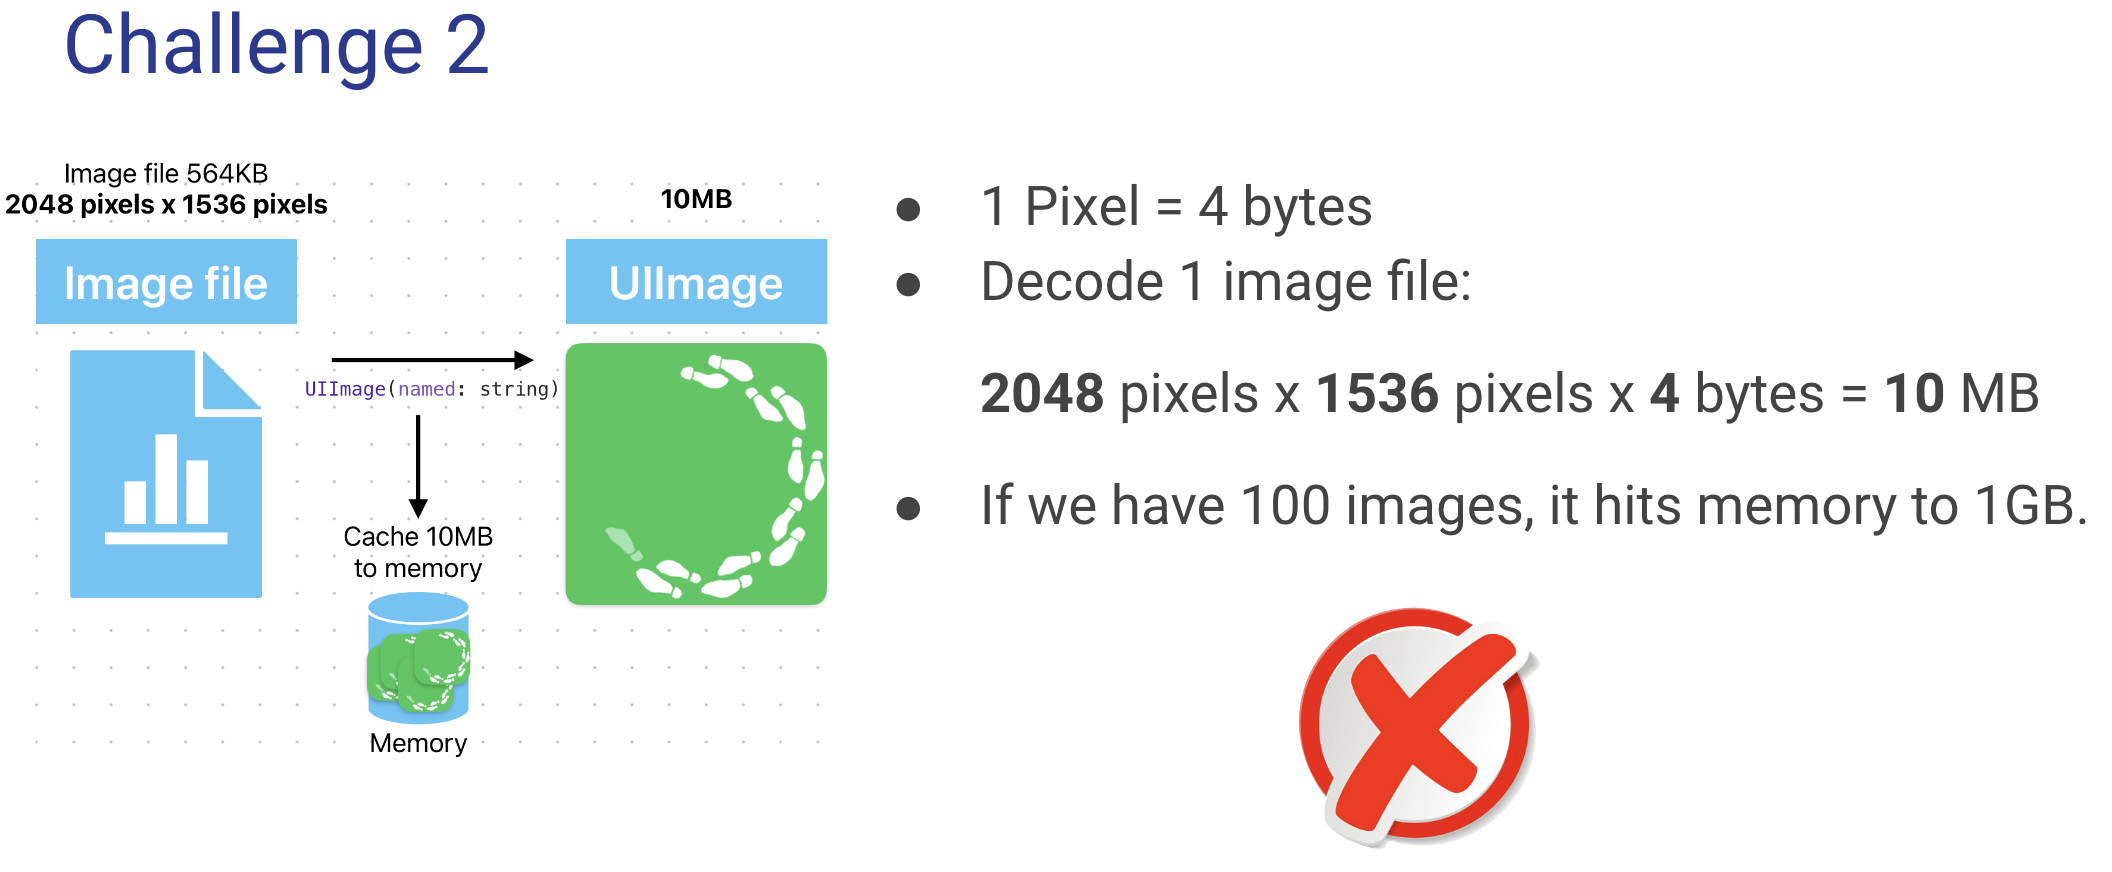 Challenge 2
Image file 564KB
2048 pixels x 1536 pixels
Image file
UIImage(named: string)
Cache 10MB
to memory
Memory
10MB
UIImage
● 1 Pixel = 4 bytes
● Decode 1 image file:
2048 pixels x 1536 pixels x 4 bytes = 10 MB
● If we have 100 images, it hits memory to 1GB.